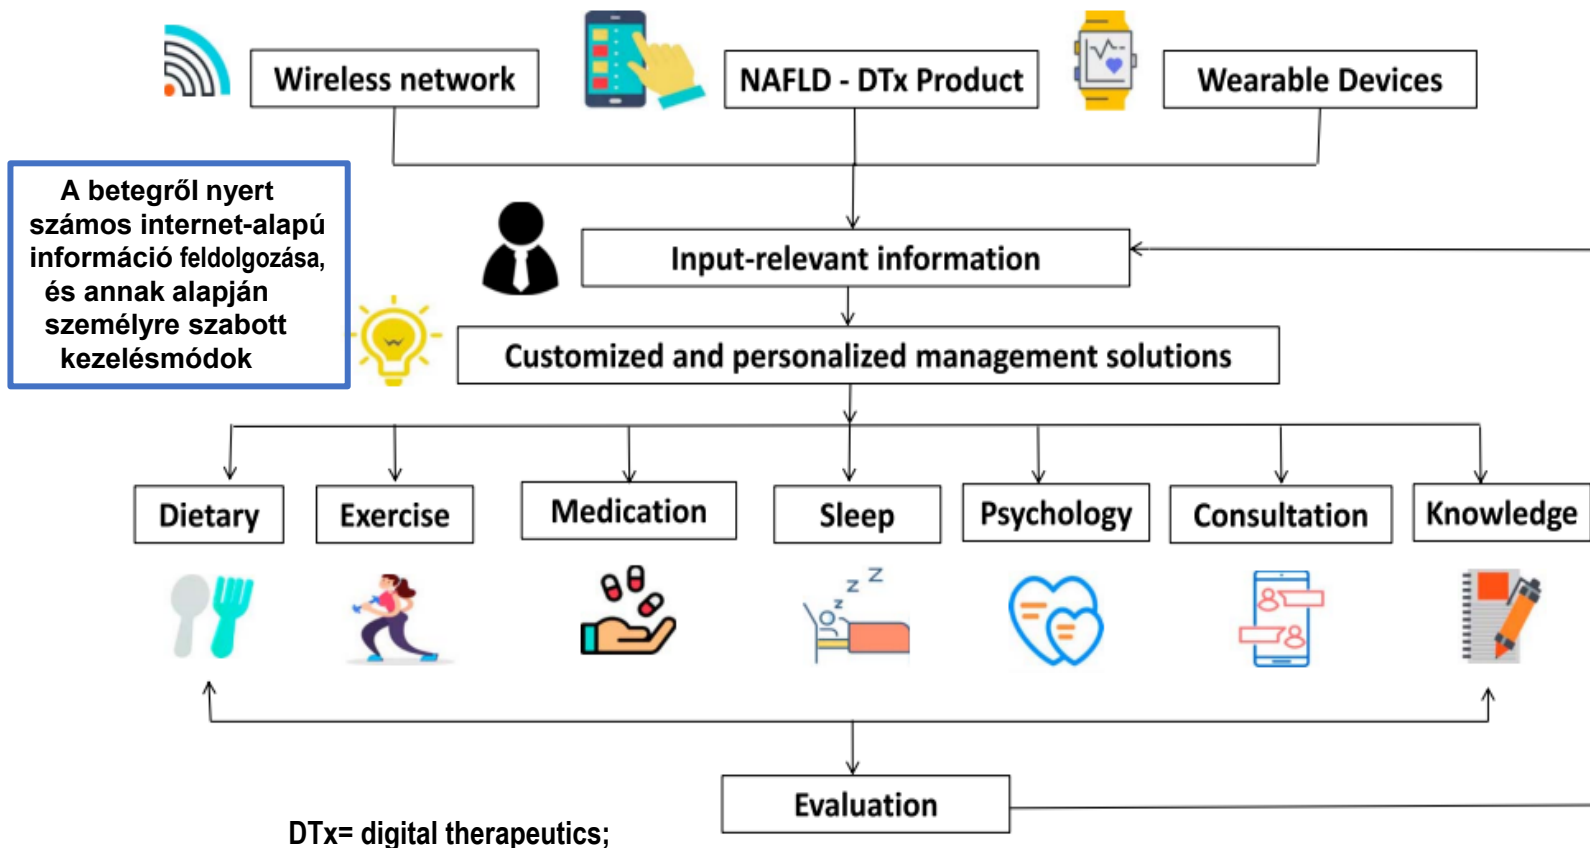 Wireless network
NAFLD - DTx Product
Wearable Devices
A betegről nyert
számos internet-alapú
információ feldolgozása,
és annak alapján
személyre szabott
kezelésmódok
Input-relevant information
Customized and personalized management solutions
Dietary
Exercise
Medication
Sleep
Psychology
Consultation
Knowledge
z z Z
Evaluation
DTx= digital therapeutics;